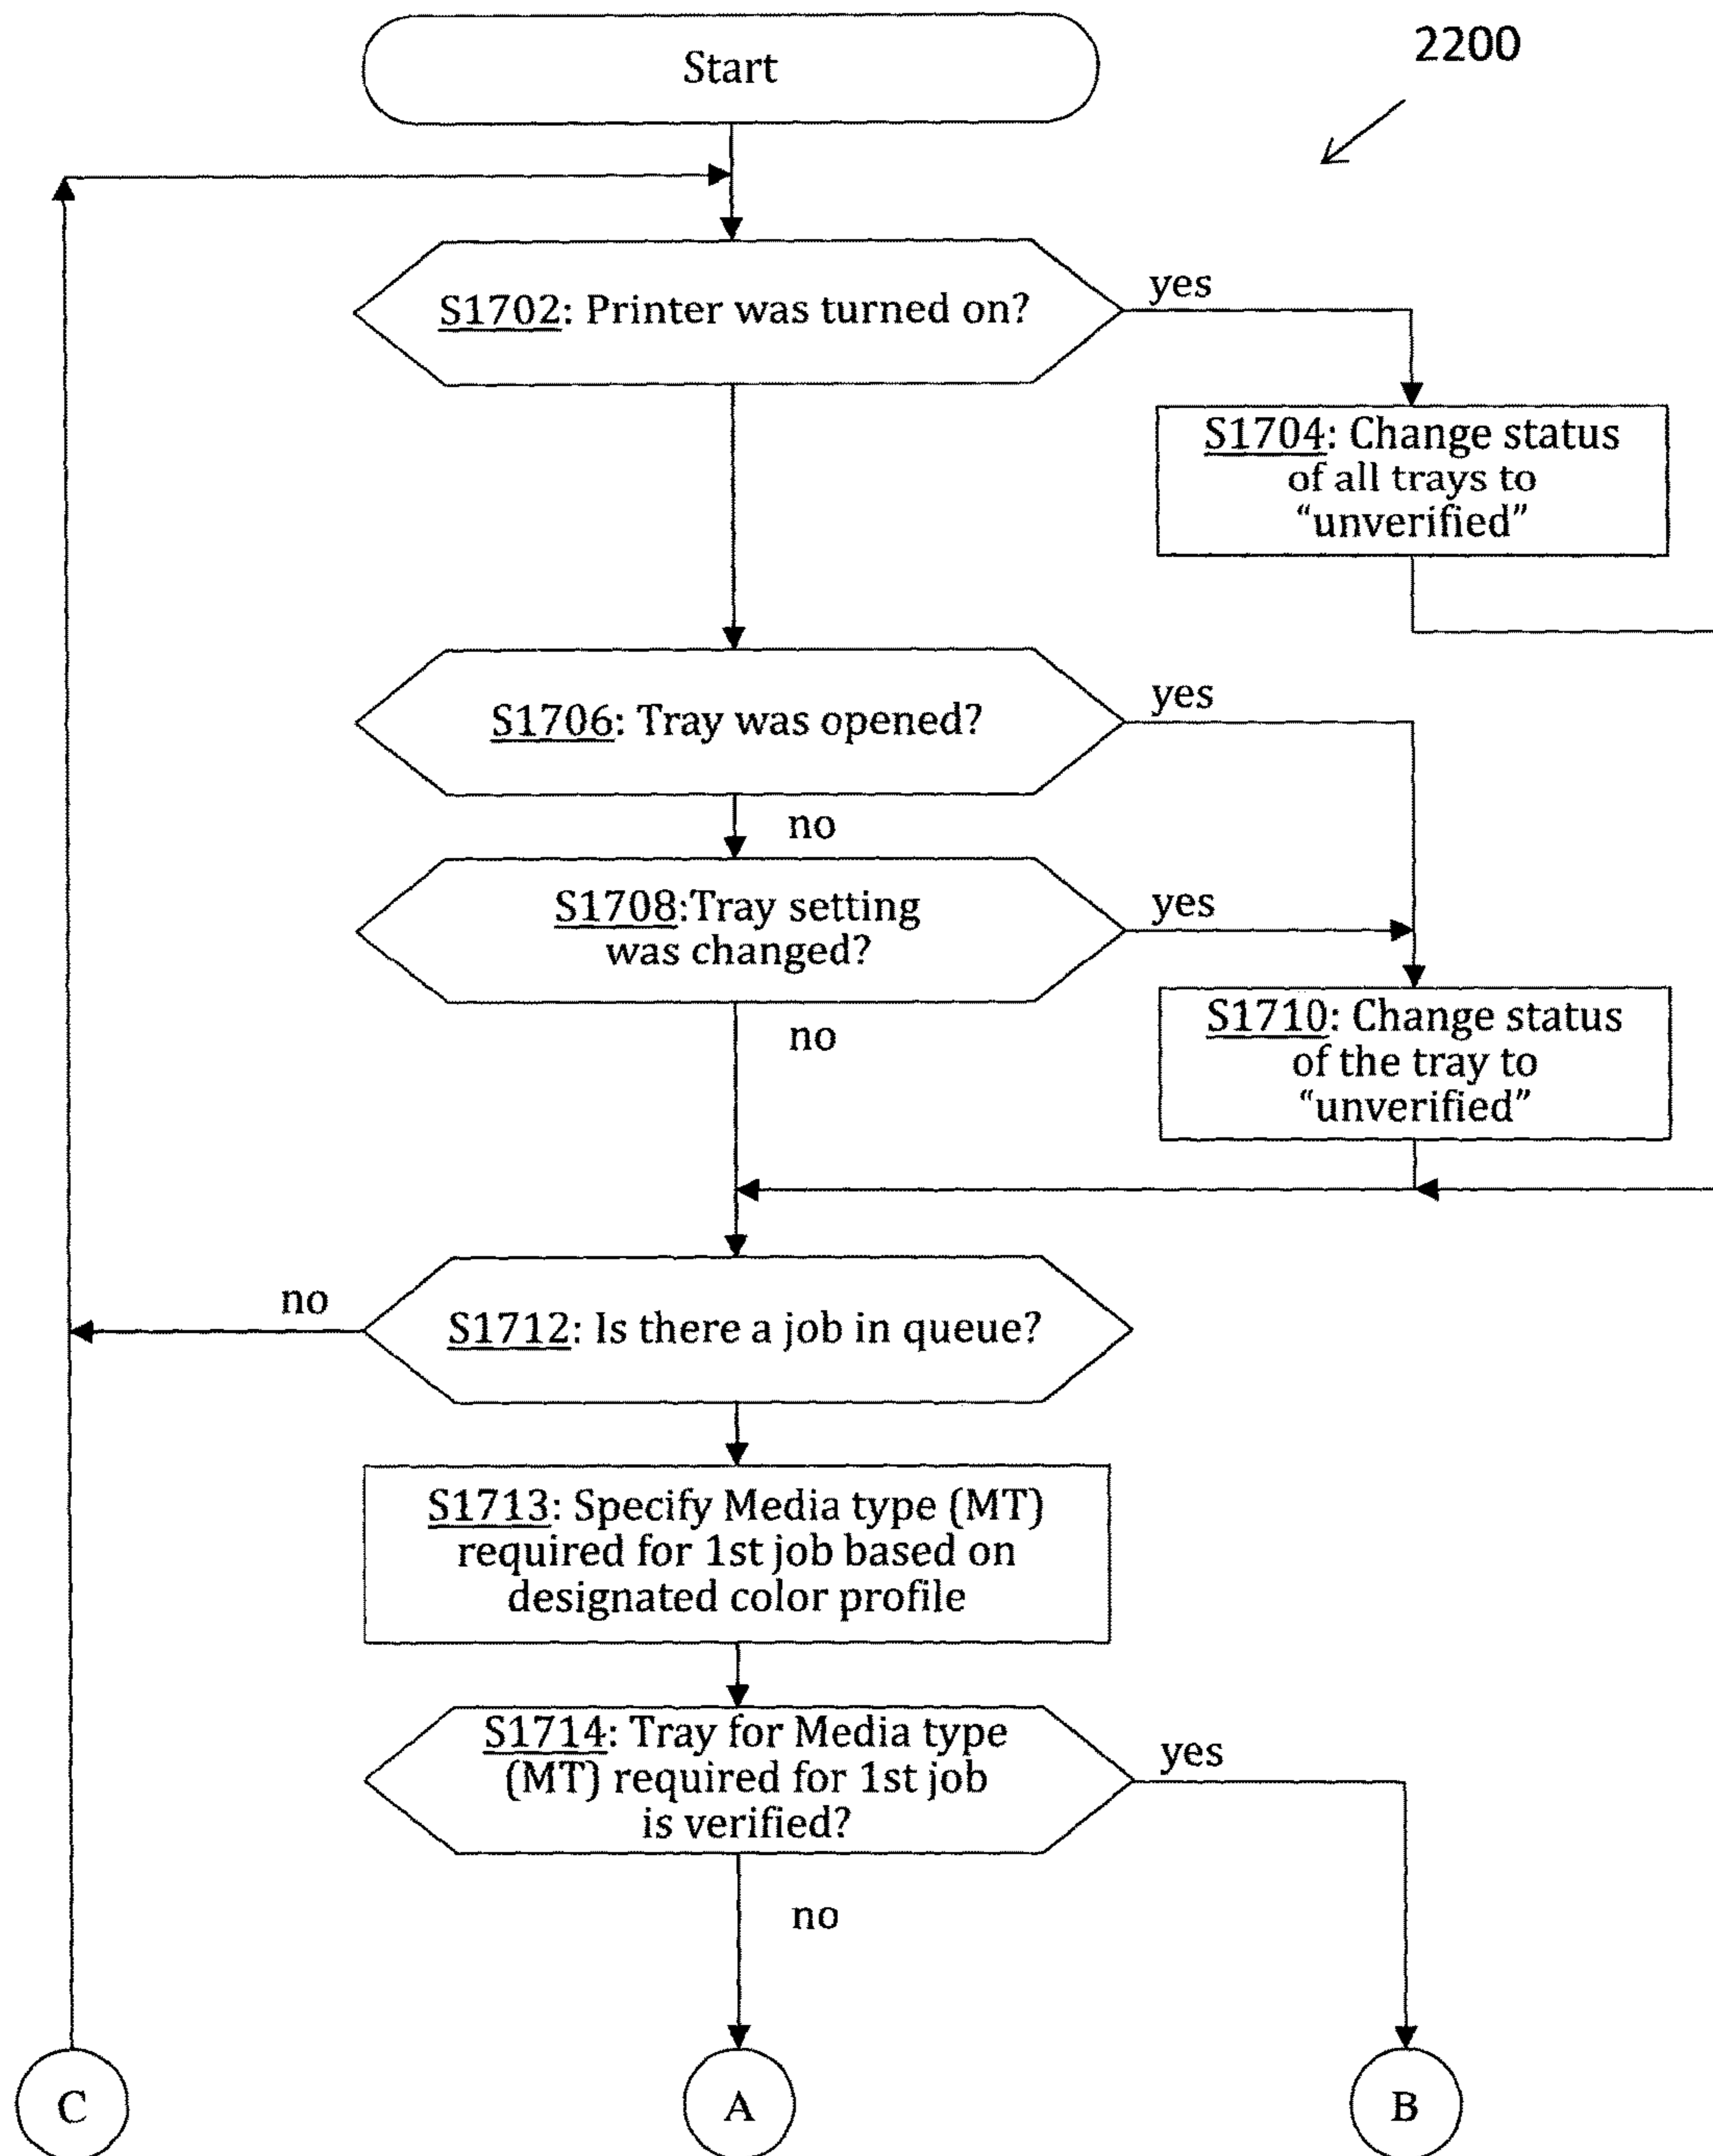 2200
Start
S1702: Printer was turned on?
yes
S1704: Change status
of all trays to
“unverified”
S1706: Tray was opened?
yes
no
S1708:Tray setting
was changed?
yes
no
S1710: Change status
of the tray to
“unverified”
S1712: Is there a job in queue?
no
S1713: Specify Media type (MT)
required for 1st job based on
designated color profile
S1714: Tray for Media type
(MT) required for 1st job
is verified?
yes
no
C
A
B